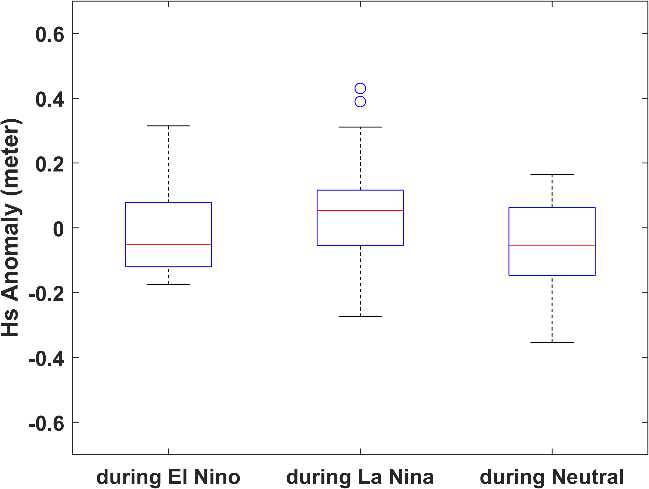 Hs Anomaly (meter)
0.6
0.4
0.2
0
-0.2
-0.4
-0.6
during El Nino
during La Nina
during Neutral